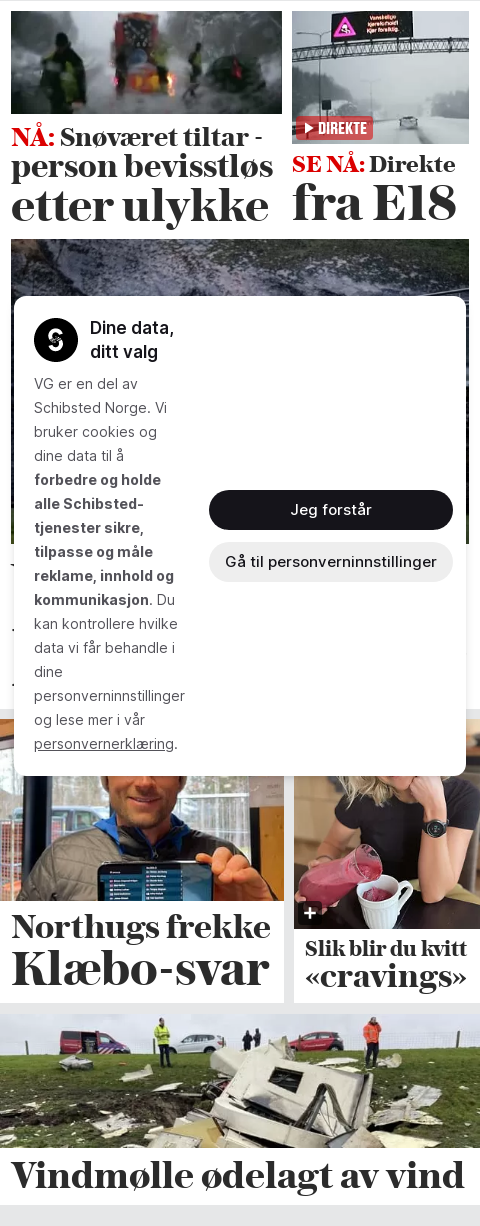 Vanskelige
kjøreforhold!
Kjør forsiktig.
DIREKTE
NÅ: Snøværet tiltar -
person bevisstløs
etter ulykke
SE NÅ: Direkte
fra E18
Dine data,
ditt valg
VG er en del av
Schibsted Norge. Vi
bruker cookies og
dine data til å
forbedre og holde
alle Schibsted-
tjenester sikre,
tilpasse og måle
reklame, innhold og
kommunikasjon. Du
kan kontrollere hvilke
data vi får behandle i
dine
personverninnstillinger
og lese mer i vår
personvernerklæring.
Jeg forstår
Gå til personverninnstillinger
Northugs frekke
Klæbo-svar
Slik blir du kvitt
«cravings»
Vindmølle ødelagt av vind